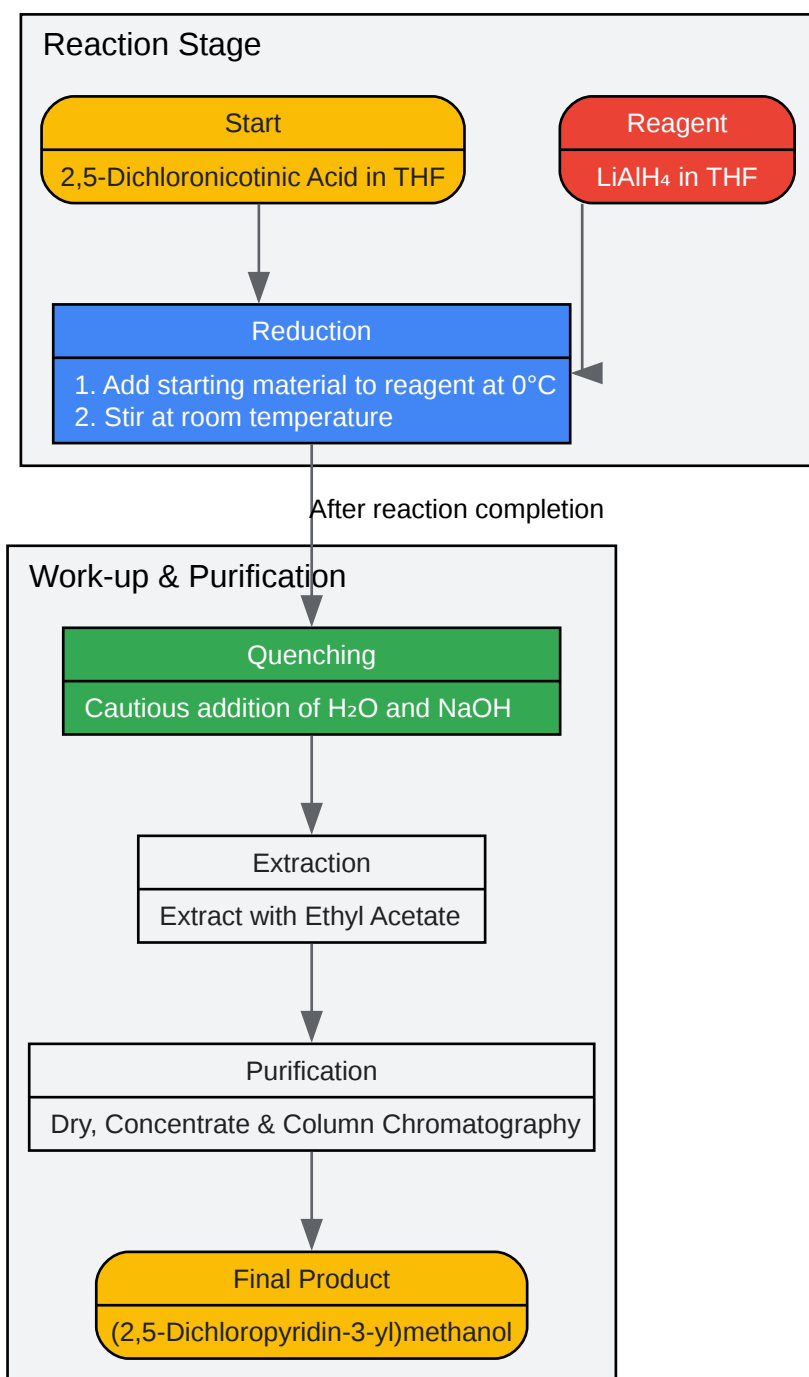 Reaction Stage
Start
2,5-Dichloronicotinic Acid in THF
Reagent
LiAlH₄ in THF
Reduction
1. Add starting material to reagent at 0°C
2. Stir at room temperature
After reaction completion
Work-up & Purification
Quenching
Cautious addition of H₂O and NaOH
Extraction
Extract with Ethyl Acetate
Purification
Dry, Concentrate & Column Chromatography
Final Product
(2,5-Dichloropyridin-3-yl)methanol